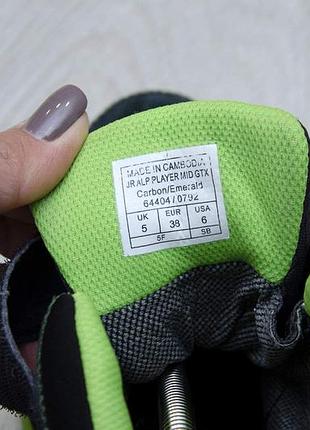 MADE IN CAMBODIA
JR ALP PLAYER MID GTX
Carbon/Emerald
64404 / 0792
UK EUR USA
5 38 6
5F SB